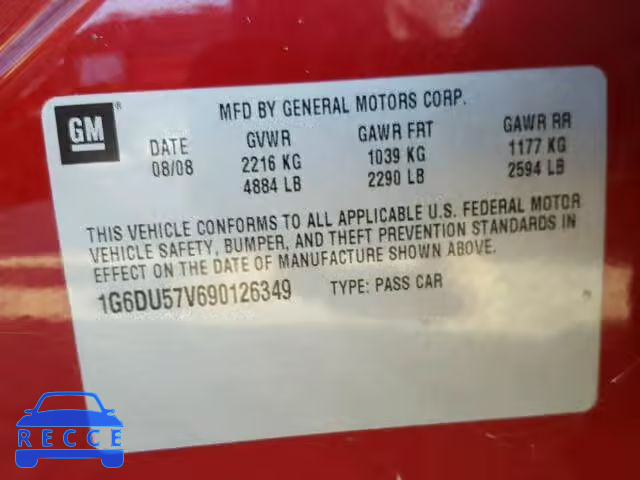 GM
®
MFD BY GENERAL MOTORS CORP.
DATE GVWR GAWR FRT GAWR RR
08/08 2216 KG 1039 KG 1177 KG
4884 LB 2290 LB 2594 LB
THIS VEHICLE CONFORMS TO ALL APPLICABLE U.S. FEDERAL MOTOR
VEHICLE SAFETY, BUMPER, AND THEFT PREVENTION STANDARDS IN
EFFECT ON THE DATE OF MANUFACTURE SHOWN ABOVE.
1G6DU57V690126349 TYPE: PASS CAR
RECCE